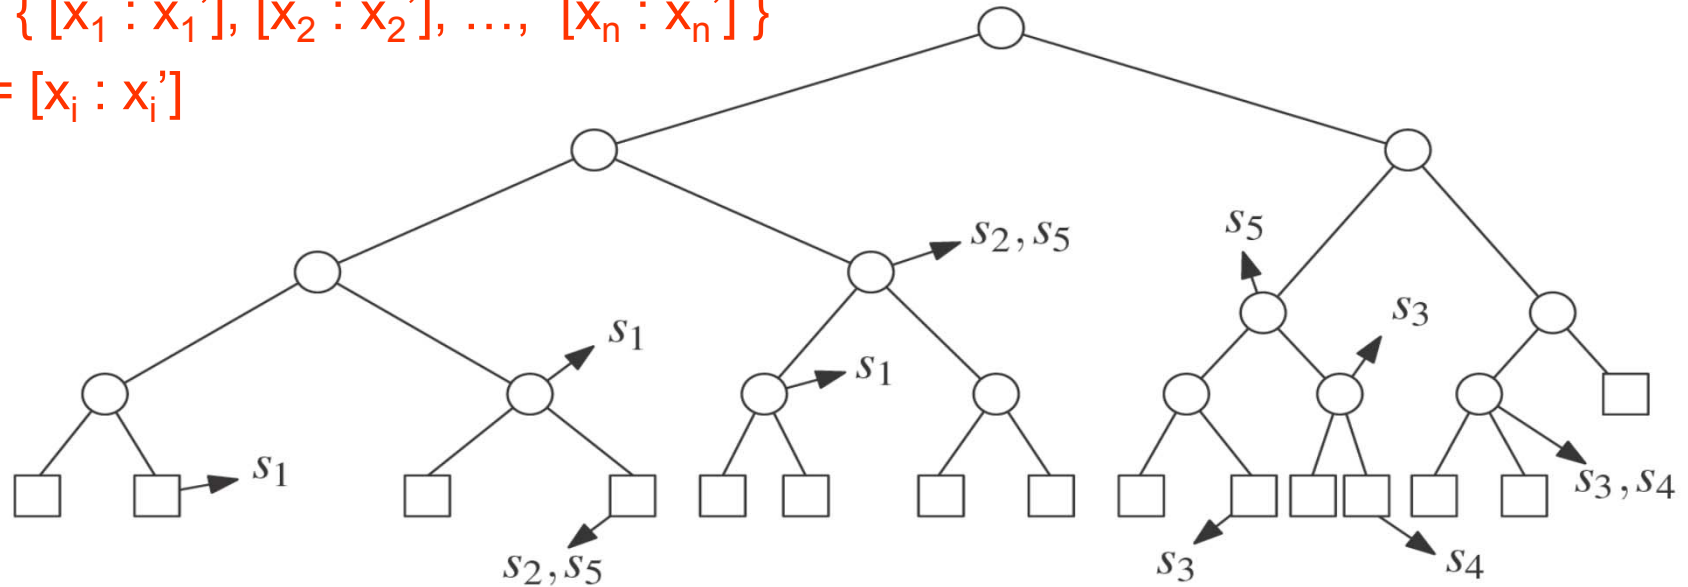 { [x₁ : x₁’], [x₂ : x₂’], …, [xₙ : xₙ’] }
= [xᵢ : xᵢ’]
s₂, s₅
s₅
s₃
s₁
s₁
s₁
s₃, s₄
s₂, s₅
s₃
s₄